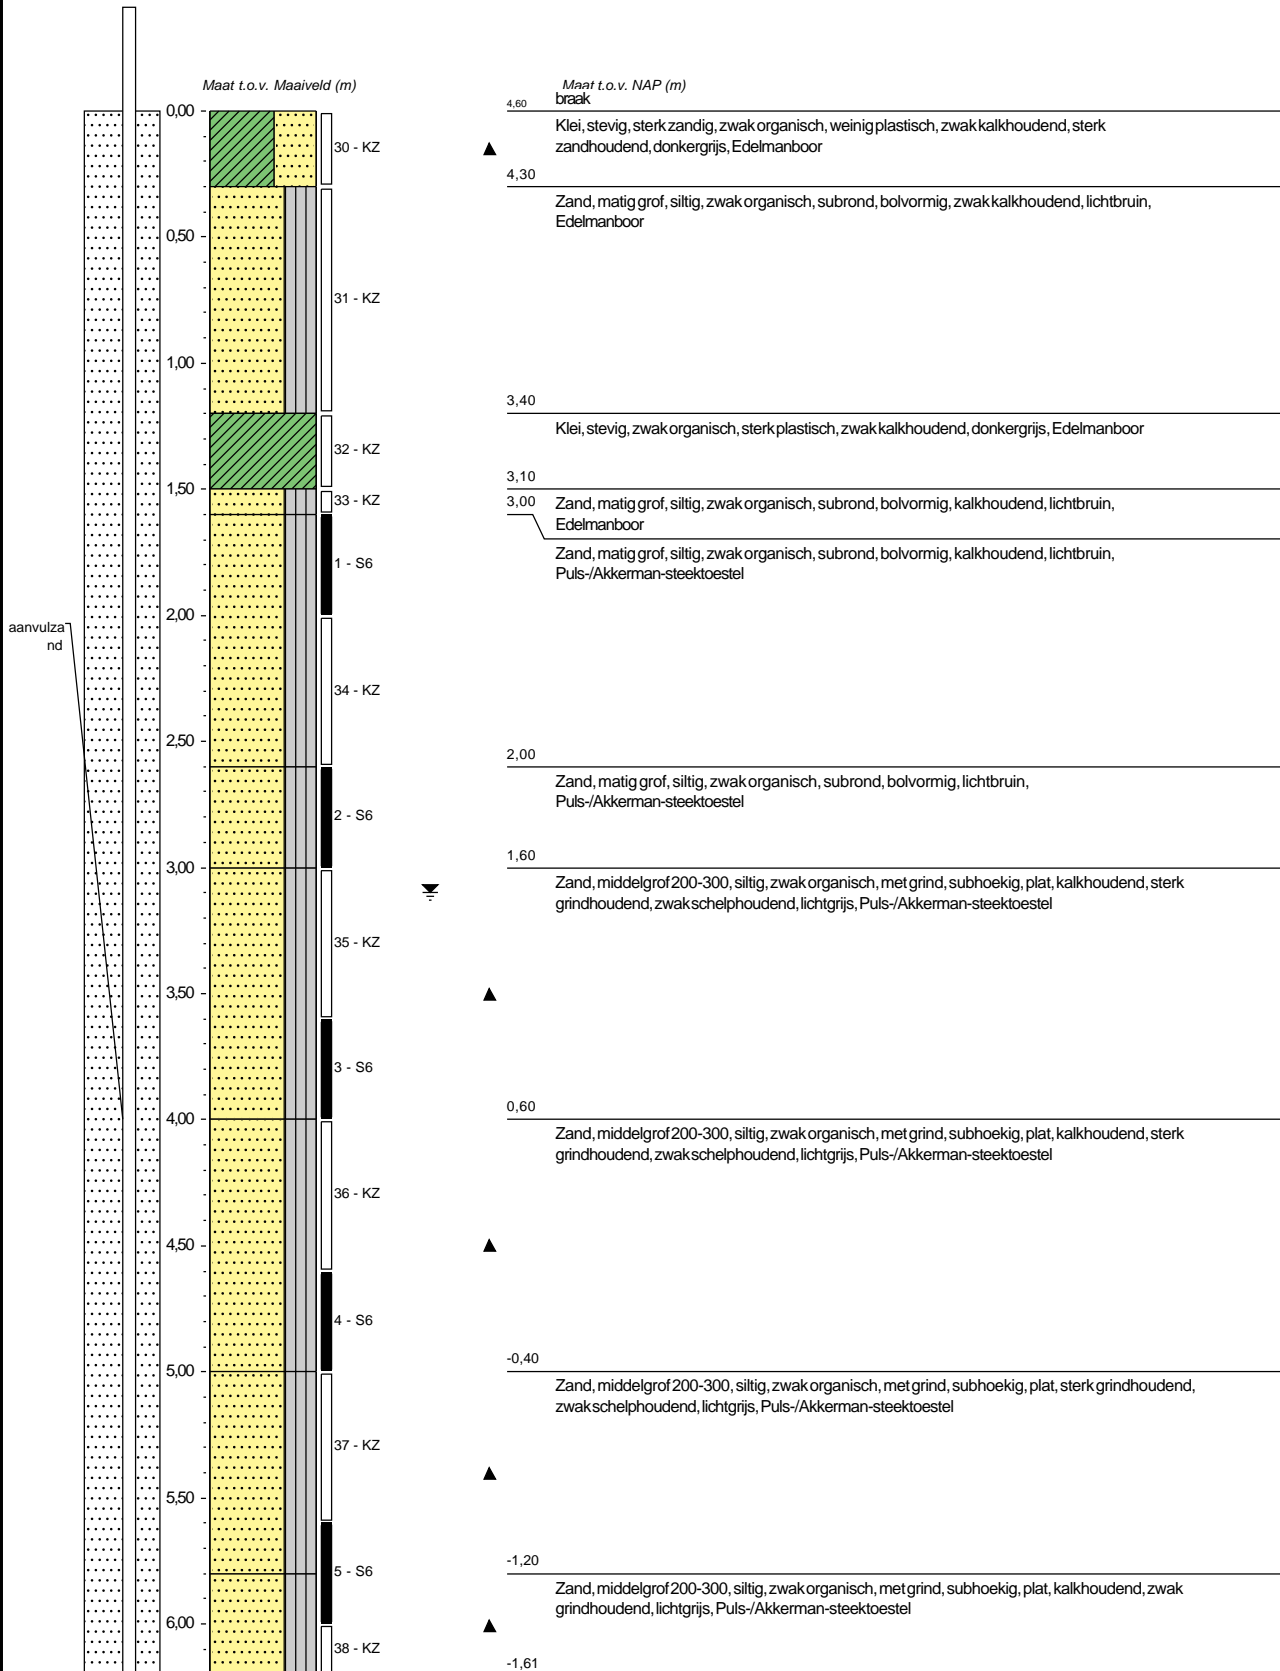 Maat t.o.v. Maaiveld (m)
Maat t.o.v. NAP (m)
braak
4,60
0,00
Klei, stevig, sterk zandig, zwak organisch, weinig plastisch, zwak kalkhoudend, sterk
zandhoudend, donkergrijs, Edelmanboor
30 - KZ
4,30
Zand, matig grof, siltig, zwak organisch, subrond, bolvormig, zwak kalkhoudend, lichtbruin,
Edelmanboor
0,50
31 - KZ
1,00
3,40
Klei, stevig, zwak organisch, sterk plastisch, zwak kalkhoudend, donkergrijs, Edelmanboor
32 - KZ
3,10
1,50
33 - KZ
3,00
Zand, matig grof, siltig, zwak organisch, subrond, bolvormig, kalkhoudend, lichtbruin,
Edelmanboor
Zand, matig grof, siltig, zwak organisch, subrond, bolvormig, kalkhoudend, lichtbruin,
Puls-/Akkerman-steektoestel
1 - S6
2,00
aanvulza
nd
34 - KZ
2,50
2,00
Zand, matig grof, siltig, zwak organisch, subrond, bolvormig, lichtbruin,
Puls-/Akkerman-steektoestel
2 - S6
1,60
3,00
Zand, middelgrof 200-300, siltig, zwak organisch, met grind, subhoekig, plat, kalkhoudend, sterk
grindhoudend, zwak schelphoudend, lichtgrijs, Puls-/Akkerman-steektoestel
35 - KZ
3,50
3 - S6
0,60
4,00
Zand, middelgrof 200-300, siltig, zwak organisch, met grind, subhoekig, plat, kalkhoudend, sterk
grindhoudend, zwak schelphoudend, lichtgrijs, Puls-/Akkerman-steektoestel
36 - KZ
4,50
4 - S6
-0,40
5,00
Zand, middelgrof 200-300, siltig, zwak organisch, met grind, subhoekig, plat, sterk grindhoudend,
zwak schelphoudend, lichtgrijs, Puls-/Akkerman-steektoestel
37 - KZ
5,50
-1,20
5 - S6
Zand, middelgrof 200-300, siltig, zwak organisch, met grind, subhoekig, plat, kalkhoudend, zwak
grindhoudend, lichtgrijs, Puls-/Akkerman-steektoestel
6,00
38 - KZ
-1,61